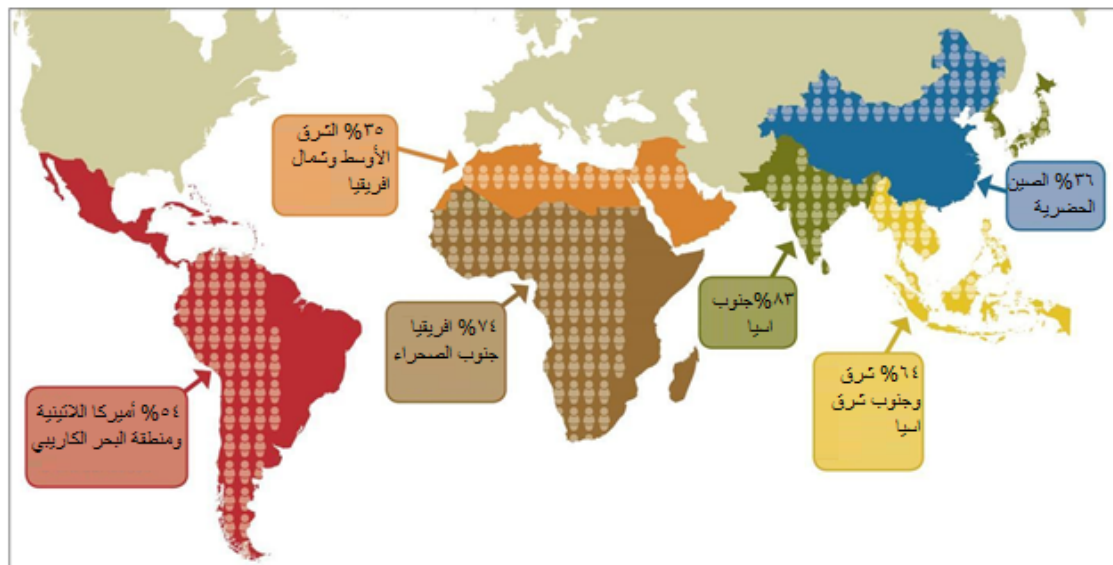 ٣٥% الشرق
الأوسط وشمال
افريقيا
٣٦% الصين
الحضرية
٨٣% جنوب
اسيا
٧٤% افريقيا
جنوب الصحراء
٦٤% شرق
وجنوب شرق
اسيا
٥٤% أميركا اللاتينية
ومنطقة البحر الكاريبي